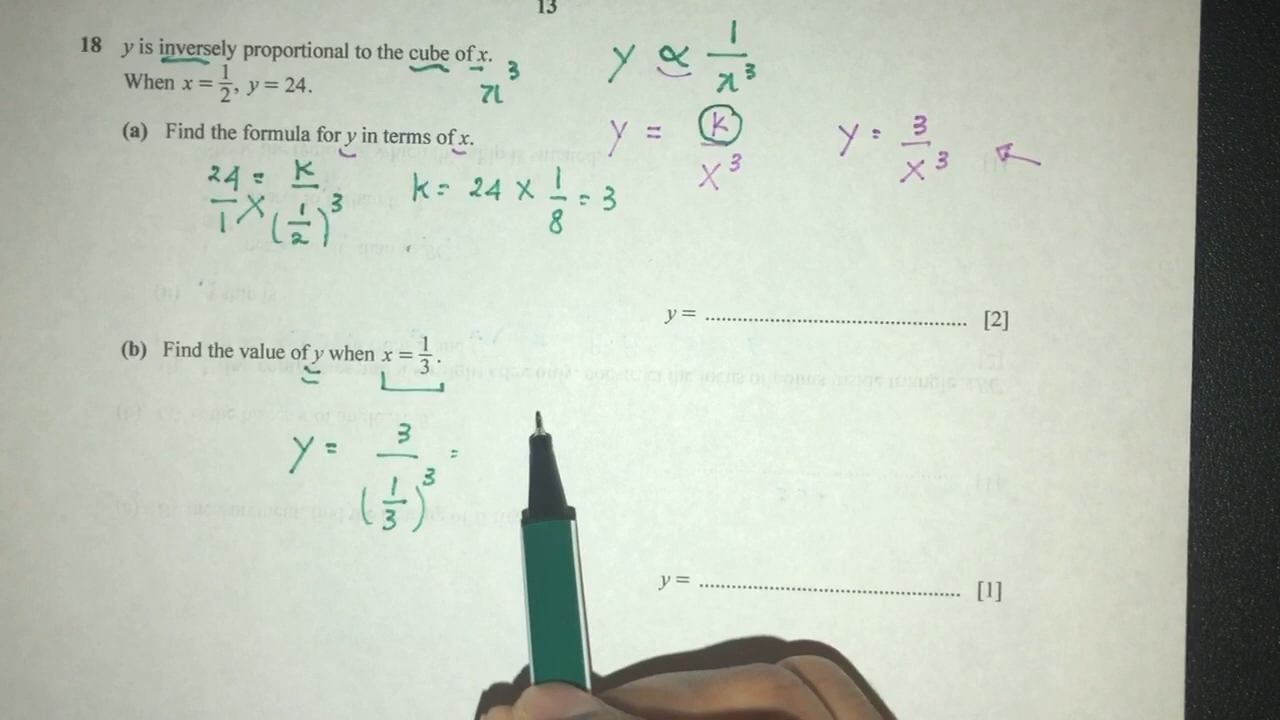 13
18 y is inversely proportional to the cube of x.
x³
y ∝ 1/x³
When x = 1/2, y = 24.
(a) Find the formula for y in terms of x.
y = k/x³
y = 3/x³
24/1 = k/(1/2)³
k = 24 × 1/8 = 3
y = .................................................. [2]
(b) Find the value of y when x = 1/3.
y = 3/(1/3)³ =
y = .................................................. [1]